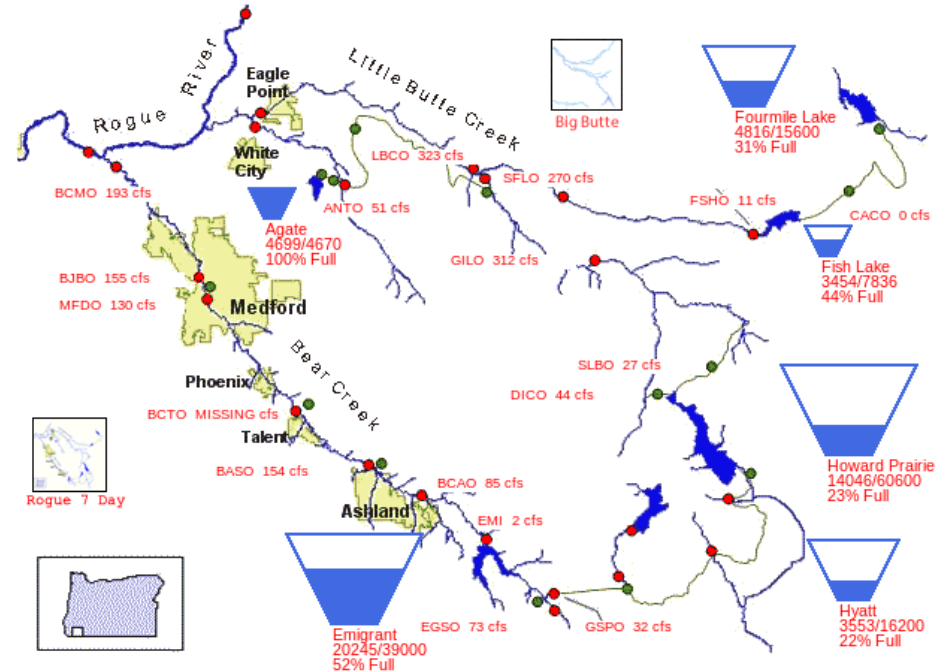 Rogue River
Eagle
Point
Little Butte Creek
Big Butte
Fourmile Lake
4816/15600
31% Full
White
City
LBCO 323 cfs
SFLO 270 cfs
BCMO 193 cfs
ANTO 51 cfs
FSHO 11 cfs
CACO 0 cfs
Agate
4699/4670
100% Full
GILO 312 cfs
Fish Lake
3454/7836
44% Full
BJBO 155 cfs
MFDO 130 cfs
Medford
Bear Creek
Phoenix
SLBO 27 cfs
DICO 44 cfs
BCTO MISSING cfs
Talent
Howard Prairie
14046/60600
23% Full
Rogue 7 Day
BASO 154 cfs
BCAO 85 cfs
Ashland
EMI 2 cfs
EGSO 73 cfs
GSPO 32 cfs
Hyatt
3553/16200
22% Full
Emigrant
20245/39000
52% Full